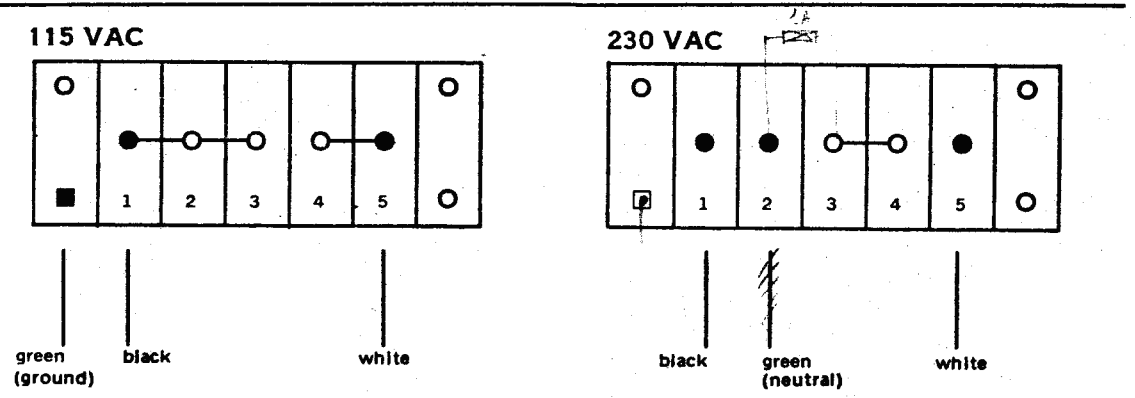 115 VAC
1 2 3 4 5
green
(ground)
black
white
230 VAC
1 2 3 4 5
black
green
(neutral)
white